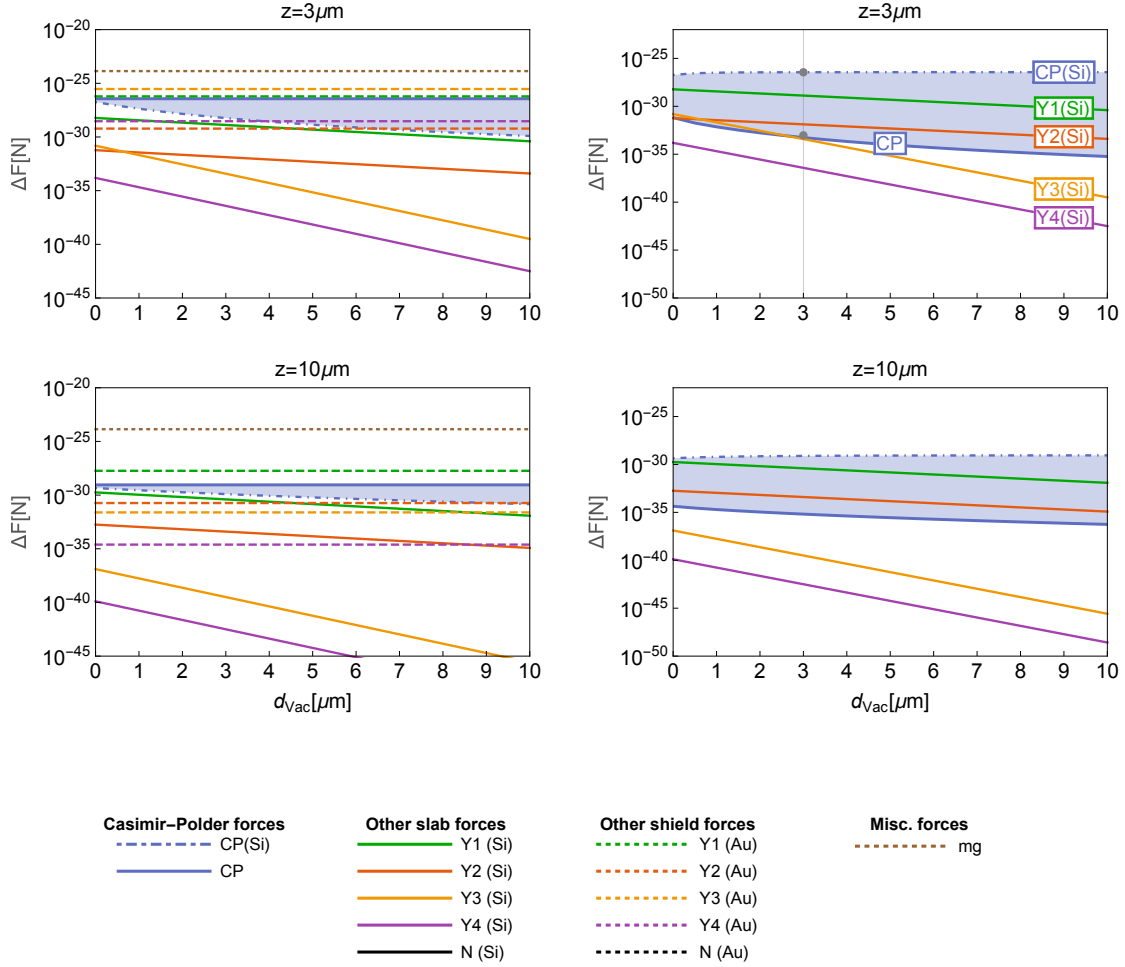 z=3μm
ΔF[N]
10−20
10−25
10−30
10−35
10−40
10−45
0 1 2 3 4 5 6 7 8 9 10
z=3μm
ΔF[N]
10−25
10−30
10−35
10−40
10−45
10−50
CP(Si)
Y1(Si)
Y2(Si)
CP
Y3(Si)
Y4(Si)
0 1 2 3 4 5 6 7 8 9 10
z=10μm
ΔF[N]
10−20
10−25
10−30
10−35
10−40
10−45
0 1 2 3 4 5 6 7 8 9 10
dVac[μm]
z=10μm
ΔF[N]
10−25
10−30
10−35
10−40
10−45
10−50
0 1 2 3 4 5 6 7 8 9 10
dVac[μm]
Casimir–Polder forces
CP(Si)
CP
Other slab forces
Y1 (Si)
Y2 (Si)
Y3 (Si)
Y4 (Si)
N (Si)
Other shield forces
Y1 (Au)
Y2 (Au)
Y3 (Au)
Y4 (Au)
N (Au)
Misc. forces
mg